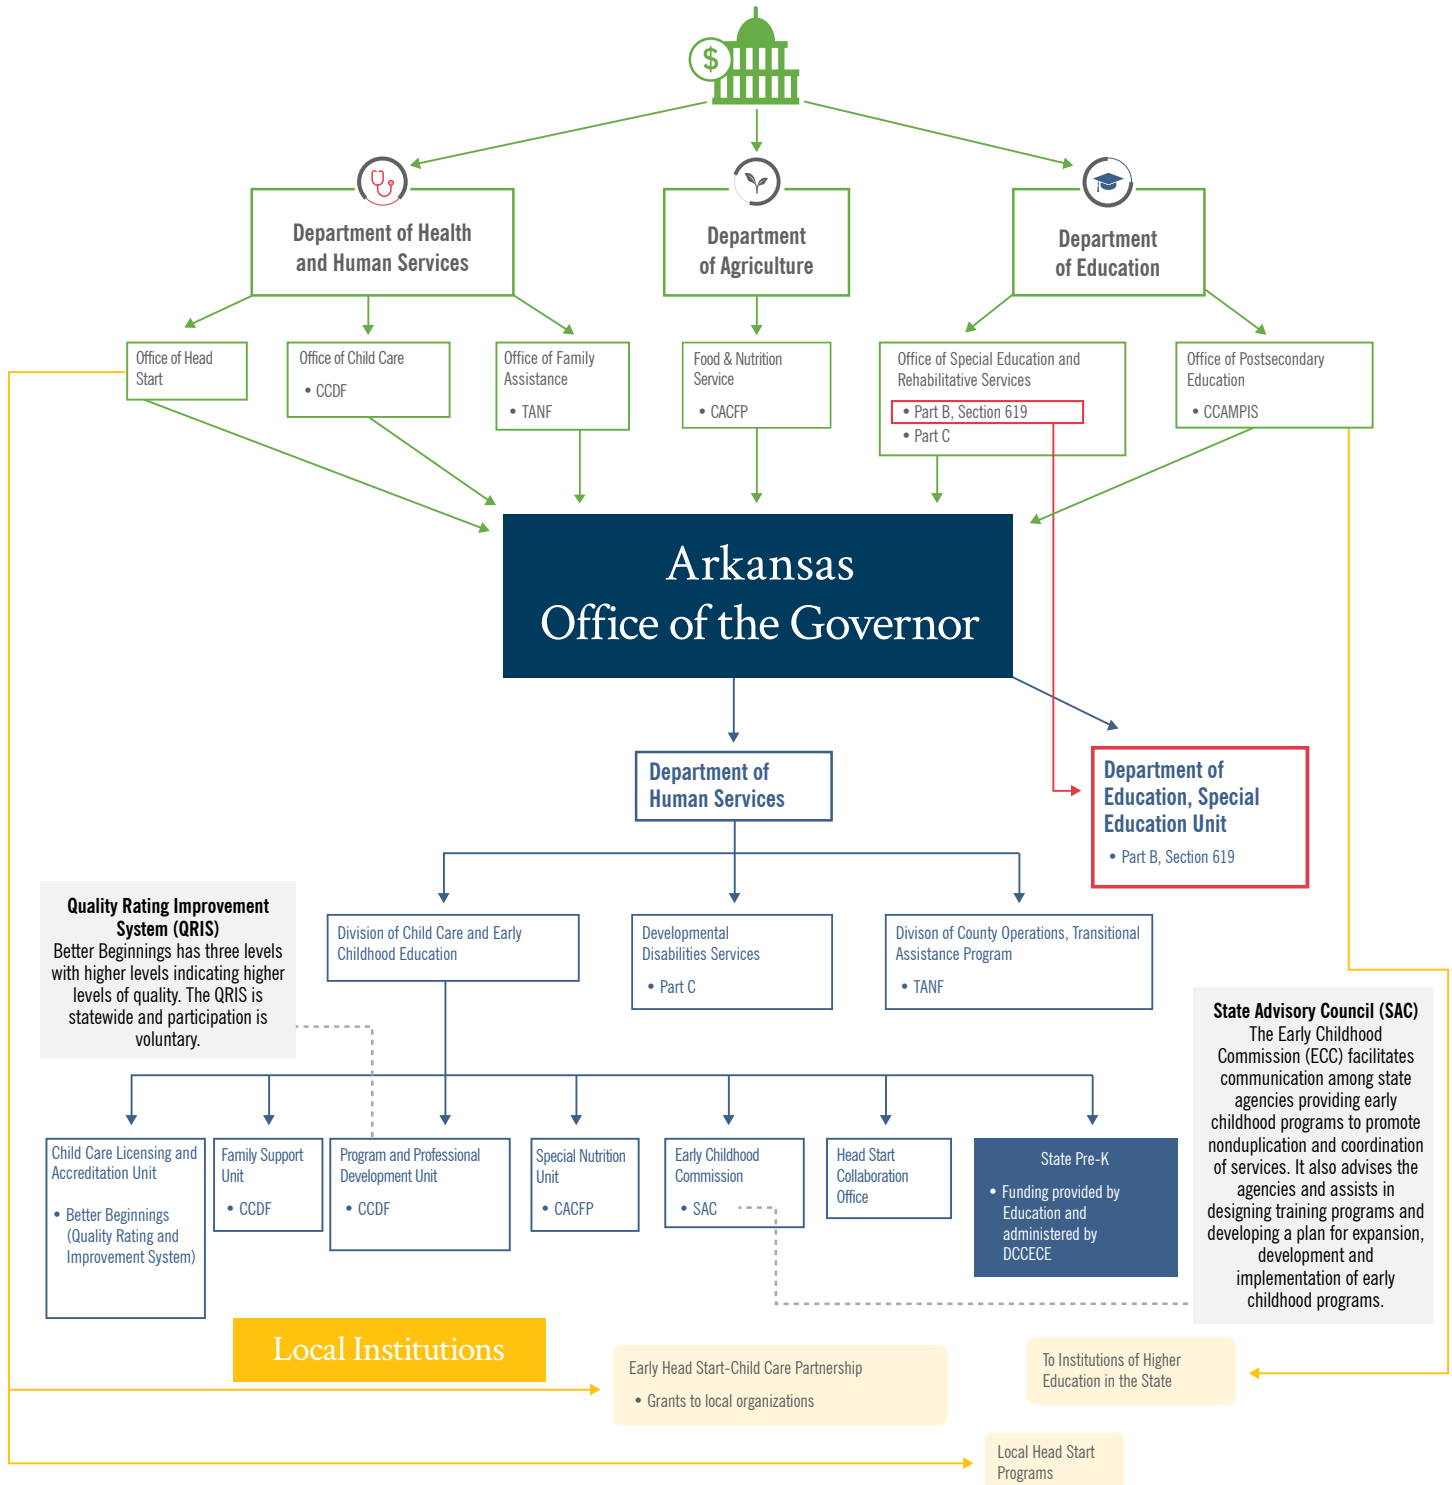 $
Department of Health
and Human Services
Department
of Agriculture
Department
of Education
Office of Head
Start
Office of Child Care
• CCDF
Office of Family
Assistance
• TANF
Food & Nutrition
Service
• CACFP
Office of Special Education and
Rehabilitative Services
• Part B, Section 619
• Part C
Office of Postsecondary
Education
• CCAMPIS
Arkansas
Office of the Governor
Department of
Human Services
Department of
Education, Special
Education Unit
• Part B, Section 619
Quality Rating Improvement
System (QRIS)
Better Beginnings has three levels
with higher levels indicating higher
levels of quality. The QRIS is
statewide and participation is
voluntary.
Division of Child Care and Early
Childhood Education
Developmental
Disabilities Services
• Part C
Divison of County Operations, Transitional
Assistance Program
• TANF
State Advisory Council (SAC)
The Early Childhood
Commission (ECC) facilitates
communication among state
agencies providing early
childhood programs to promote
nonduplication and coordination
of services. It also advises the
agencies and assists in
designing training programs and
developing a plan for expansion,
development and
implementation of early
childhood programs.
Child Care Licensing and
Accreditation Unit
• Better Beginnings
(Quality Rating and
Improvement System)
Family Support
Unit
• CCDF
Program and Professional
Development Unit
• CCDF
Special Nutrition
Unit
• CACFP
Early Childhood
Commission
• SAC
Head Start
Collaboration
Office
State Pre-K
• Funding provided by
Education and
administered by
DCCECE
Local Institutions
Early Head Start-Child Care Partnership
• Grants to local organizations
To Institutions of Higher
Education in the State
Local Head Start
Programs